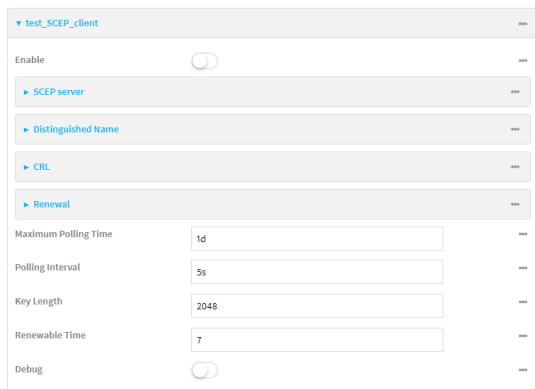 test_SCEP_client
Enable
SCEP server
Distinguished Name
CRL
Renewal
Maximum Polling Time 1d
Polling Interval 5s
Key Length 2048
Renewable Time 7
Debug